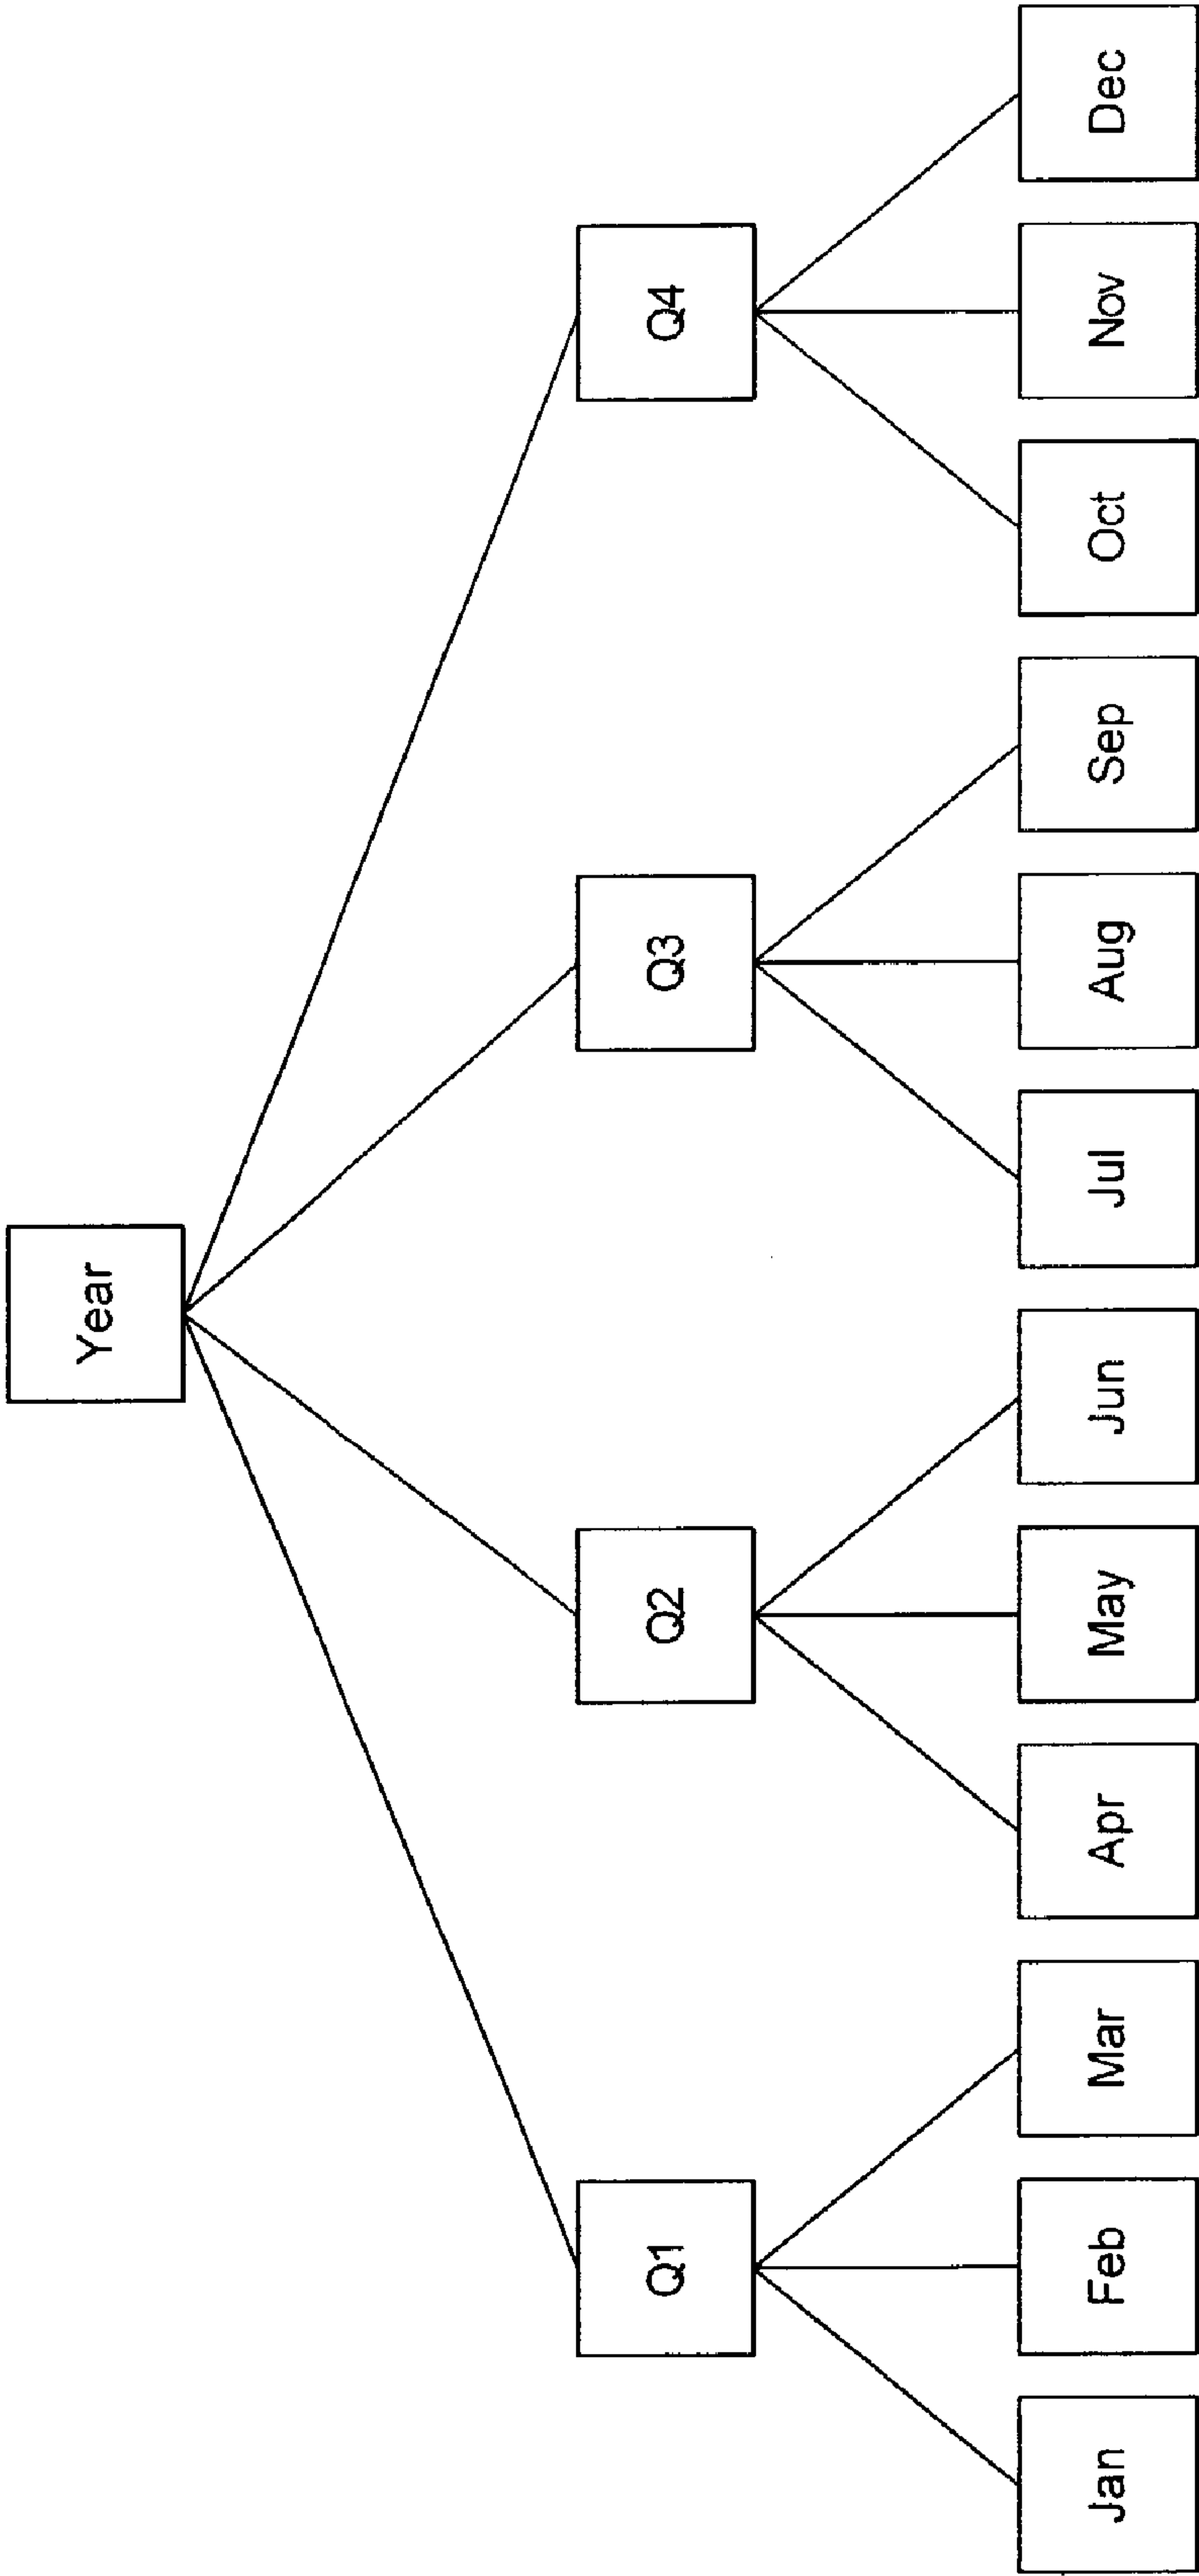 Year
Q1
Q2
Q3
Q4
Jan
Feb
Mar
Apr
May
Jun
Jul
Aug
Sep
Oct
Nov
Dec